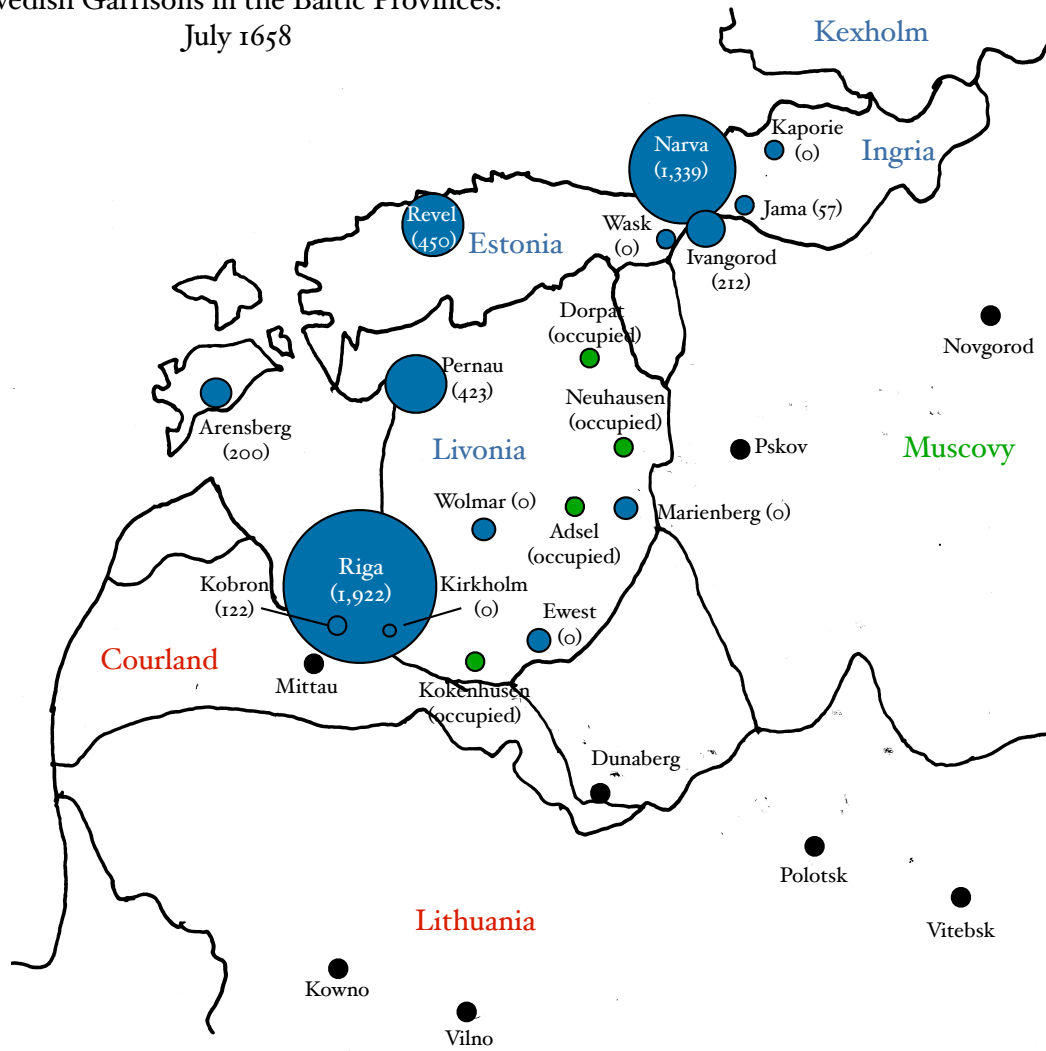 wedish Garrisons in the Baltic Provinces:
July 1658
Kexholm
Kaporie
(0)
Ingria
Narva
(1,339)
Jama (57)
Revel
(450)
Estonia
Wask
(0)
Ivangorod
(212)
Novgorod
Dorpat
(occupied)
Pernau
(423)
Neuhausen
(occupied)
Arensberg
(200)
Livonia
Pskov
Muscovy
Wolmar (0)
Adsel
(occupied)
Marienberg (0)
Riga
(1,922)
Kobron
(122)
Kirkholm
(0)
Ewest
(0)
Courland
Mittau
Kokenhusen
(occupied)
Dunaberg
Polotsk
Vitebsk
Lithuania
Kowno
Vilno